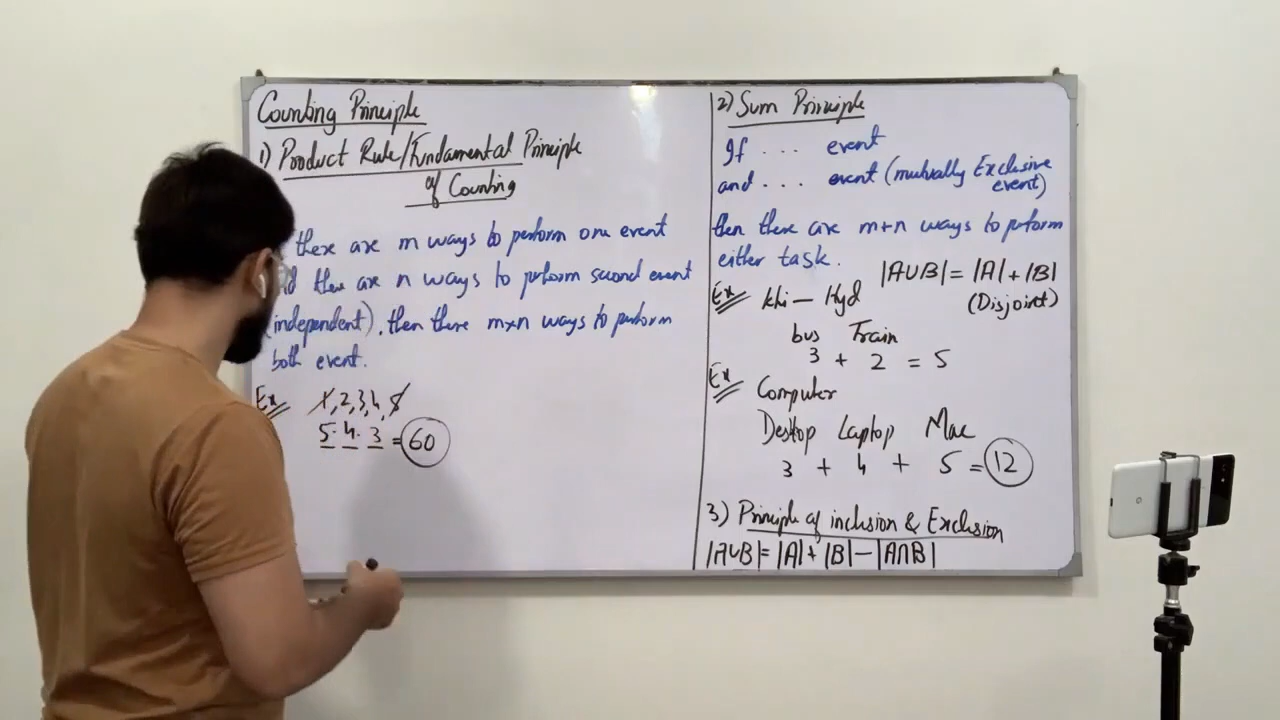 Counting Principle
1) Product Rule/Fundamental Principle
of Counting
there are m ways to perform one event
there are n ways to perform second event
(independent), then there m×n ways to perform
both event.
Ex 1, 2, 3, 4, 5
5 . 4 . 3 = 60
2) Sum Principle
If . . . event
and . . . event (mutually Exclusive
event)
then there are m+n ways to perform
either task.
|A∪B| = |A| + |B|
(Disjoint)
Ex Khi – Hyd
bus Train
3 + 2 = 5
Ex Computer
Desktop Laptop Mac
3 + 4 + 5 = 12
3) Principle of inclusion & Exclusion
|A∪B| = |A| + |B| – |A∩B|